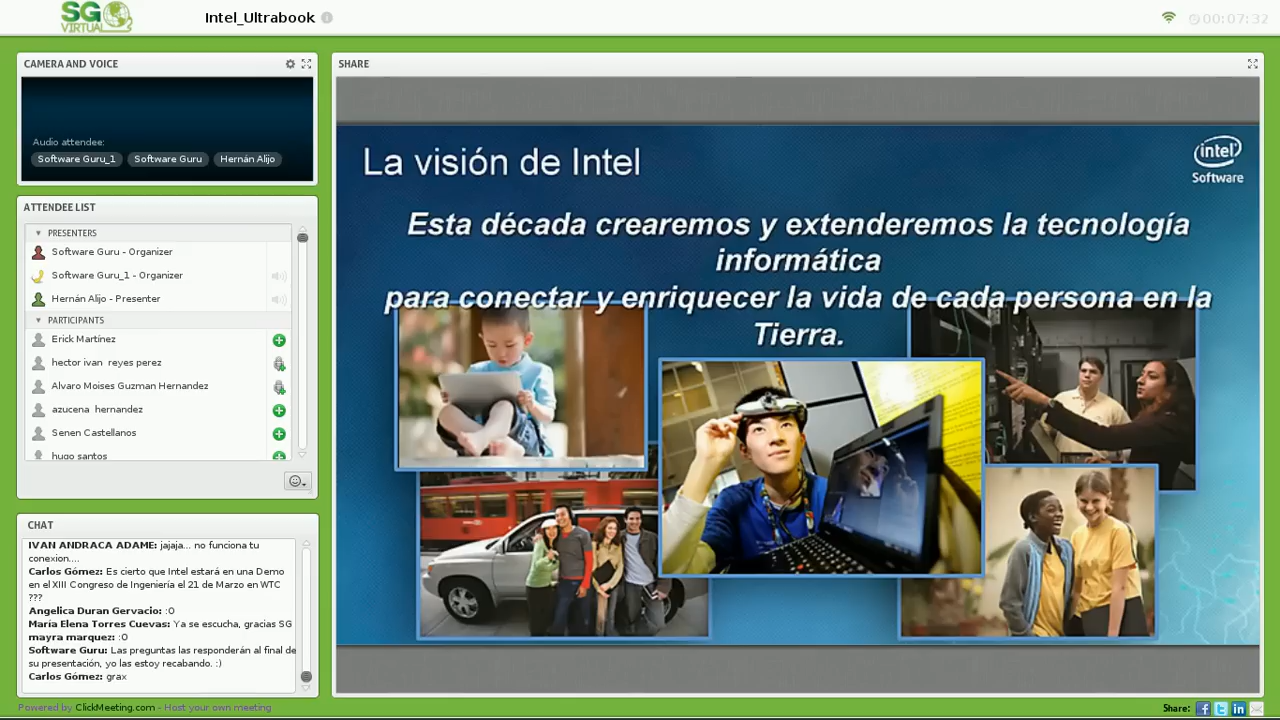 SG
VIRTUAL
Intel_Ultrabook
00:07:32
CAMERA AND VOICE
Audio attendee:
Software Guru_1
Software Guru
Hernán Alijo
ATTENDEE LIST
PRESENTERS
Software Guru - Organizer
Software Guru_1 - Organizer
Hernán Alijo - Presenter
PARTICIPANTS
Erick Martínez
hector ivan reyes perez
Alvaro Moises Guzman Hernandez
azucena hernandez
Senen Castellanos
hugo santos
CHAT
IVAN ANDRACA ADAME: jajaja... no funciona tu
conexion....
Carlos Gómez: Es cierto que Intel estará en una Demo
en el XIII Congreso de Ingeniería el 21 de Marzo en WTC
???
Angelica Duran Gervacio: :O
María Elena Torres Cuevas: Ya se escucha, gracias SG
mayra marquez: :O
Software Guru: Las preguntas las responderán al final de
su presentación, yo las estoy recabando. :)
Carlos Gómez: grax
SHARE
La visión de Intel
intel
Software
Esta década crearemos y extenderemos la tecnología
informática
para conectar y enriquecer la vida de cada persona en la
Tierra.
Powered by ClickMeeting.com - Host your own meeting
Share: